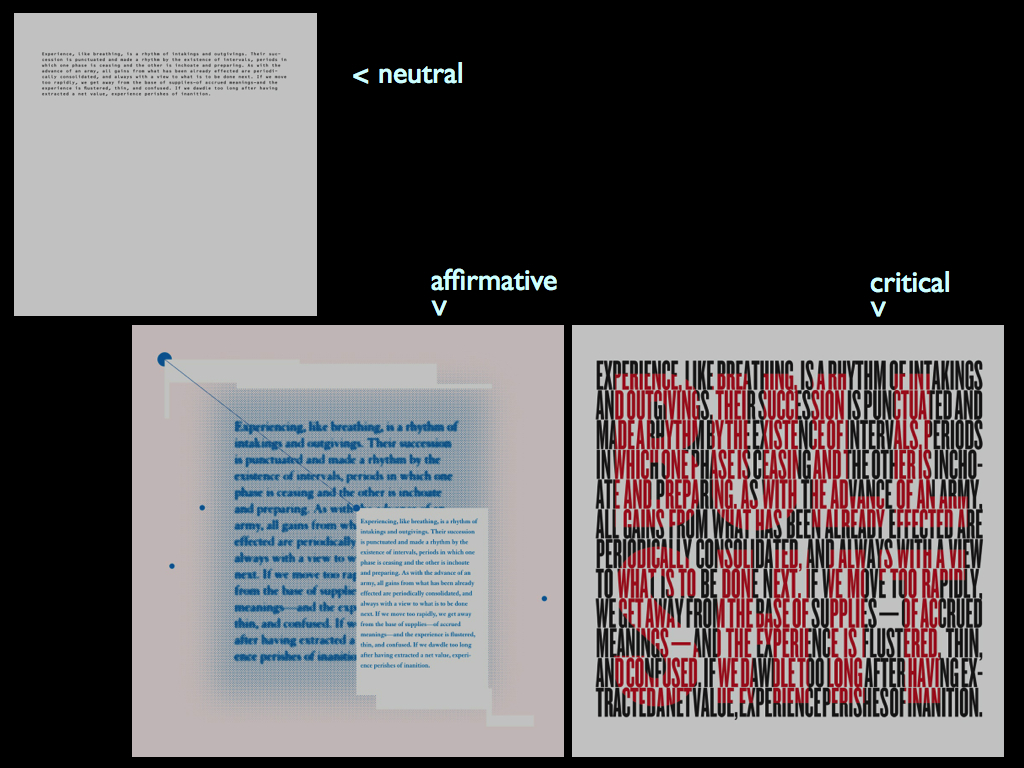 Experience, like breathing, is a rhythm of intakings and outgivings. Their suc-
cession is punctuated and made a rhythm by the existence of intervals, periods in
which one phase is ceasing and the other is inchoate and preparing. As with the
advance of an army, all gains from what has been already effected are periodi-
cally consolidated, and always with a view to what is to be done next. If we move
too rapidly, we get away from the base of supplies—of accrued meanings—and the
experience is flustered, thin, and confused. If we dawdle too long after having
extracted a net value, experience perishes of inanition.
< neutral
affirmative
v
critical
v
Experiencing, like breathing, is a rhythm of
intakings and outgivings. Their succession
is punctuated and made a rhythm by the
existence of intervals, periods in which one
phase is ceasing and the other is inchoate
and preparing. As with
army, all gains from wh
effected are periodically
always with a view to w
next. If we move too rap
from the base of supplie
meanings—and the exp
thin, and confused. If w
after having extracted a
ence perishes of inanitio
Experiencing, like breathing, is a rhythm of
intakings and outgivings. Their succession
is punctuated and made a rhythm by the
existence of intervals, periods in which one
phase is ceasing and the other is inchoate
and preparing. As with the advance of an
army, all gains from what has been already
effected are periodically consolidated, and
always with a view to what is to be done
next. If we move too rapidly, we get away
from the base of supplies—of accrued
meanings—and the experience is flustered,
thin, and confused. If we dawdle too long
after having extracted a net value, experi-
ence perishes of inanition.
EXPERIENCE, LIKE BREATHING, IS A RHYTHM OF INTAKINGS
AND OUTGIVINGS. THEIR SUCCESSION IS PUNCTUATED AND
MADE A RHYTHM BY THE EXISTENCE OF INTERVALS, PERIODS
IN WHICH ONE PHASE IS CEASING AND THE OTHER IS INCHO-
ATE AND PREPARING. AS WITH THE ADVANCE OF AN ARMY,
ALL GAINS FROM WHAT HAS BEEN ALREADY EFFECTED ARE
PERIODICALLY CONSOLIDATED, AND ALWAYS WITH A VIEW
TO WHAT IS TO BE DONE NEXT. IF WE MOVE TOO RAPIDLY,
WE GET AWAY FROM THE BASE OF SUPPLIES — OF ACCRUED
MEANINGS — AND THE EXPERIENCE IS FLUSTERED, THIN,
AND CONFUSED. IF WE DAWDLE TOO LONG AFTER HAVING EX-
TRACTED A NET VALUE, EXPERIENCE PERISHES OF INANITION.